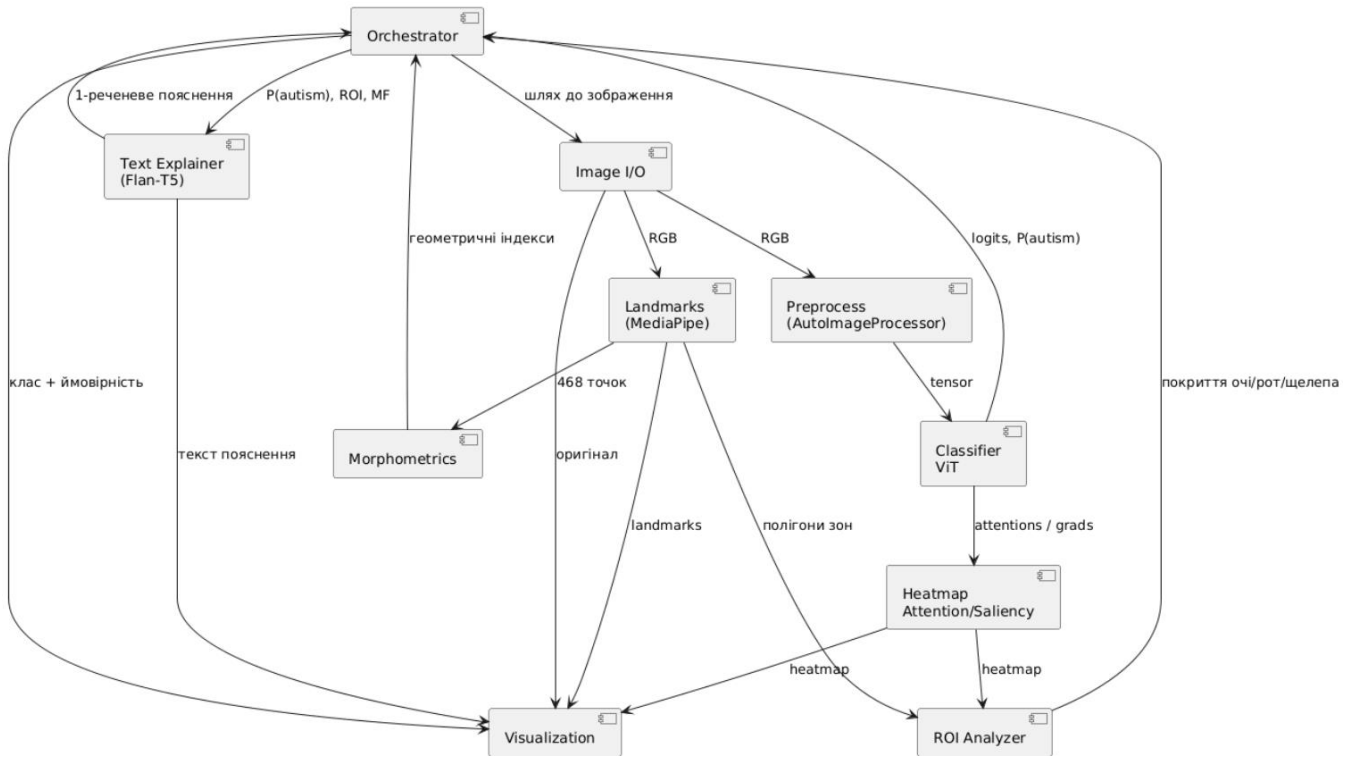 Orchestrator
1-реченеве пояснення
P(autism), ROI, MF
шлях до зображення
Text Explainer
(Flan-T5)
Image I/O
геометричні індекси
RGB
RGB
logits, P(autism)
Landmarks
(MediaPipe)
Preprocess
(AutoImageProcessor)
клас + ймовірність
468 точок
tensor
покриття очі/рот/щелепа
Morphometrics
текст пояснення
оригінал
Classifier
ViT
landmarks
полігони зон
attentions / grads
Heatmap
Attention/Saliency
heatmap
heatmap
Visualization
ROI Analyzer